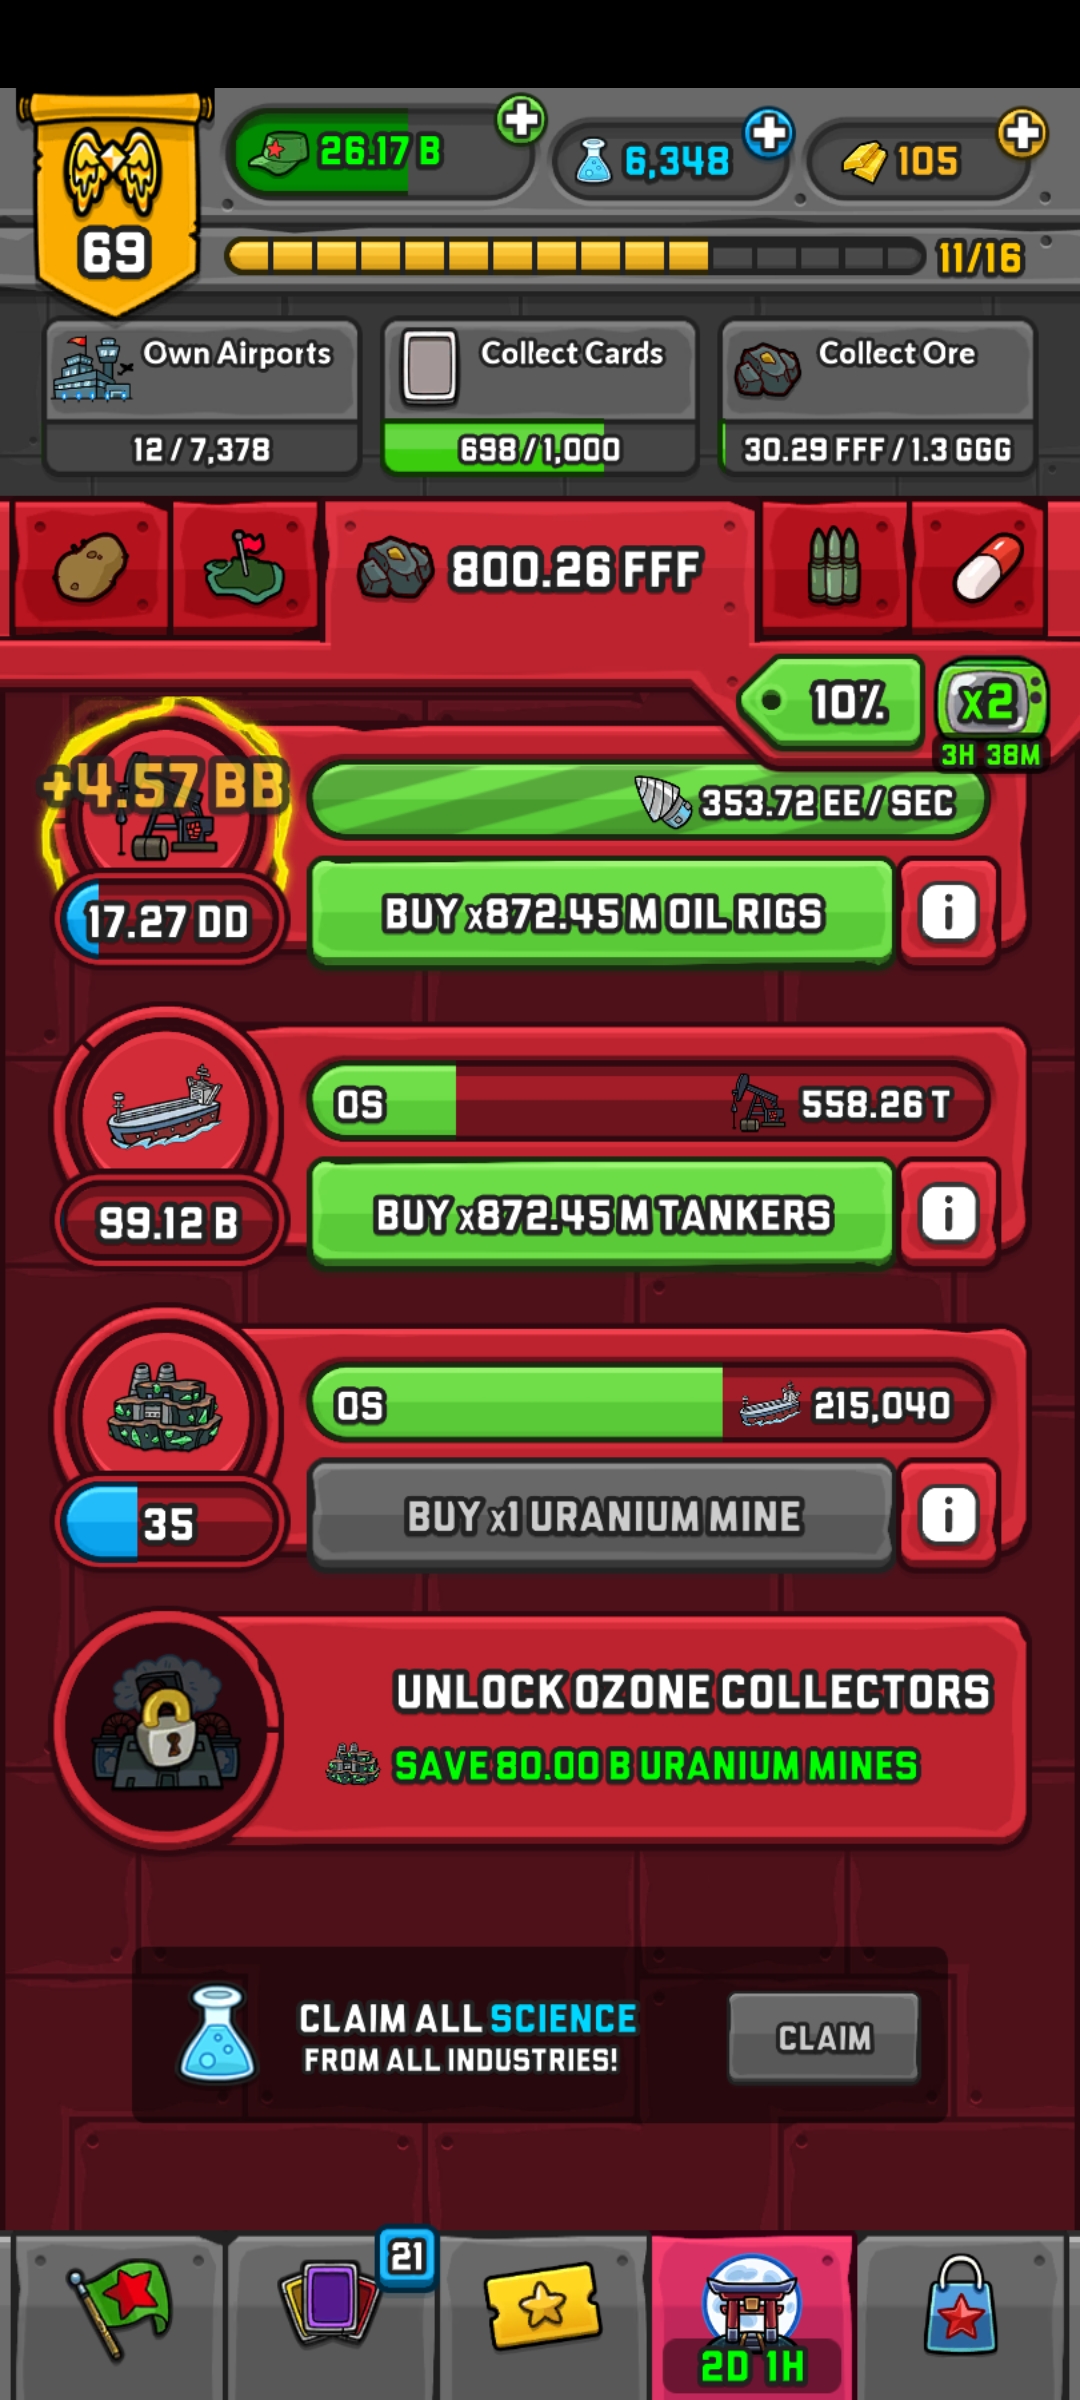 69
26.17 B
6,348
105
11/16
Own Airports
12 / 7,378
Collect Cards
698 / 1,000
Collect Ore
30.29 FFF / 1.3 GGG
800.26 FFF
10%
x2
3H 38M
+4.57 BB
353.72 EE / SEC
17.27 DD
BUY x872.45 M OIL RIGS
i
0S
558.26 T
99.12 B
BUY x872.45 M TANKERS
i
0S
215,040
35
BUY x1 URANIUM MINE
i
UNLOCK OZONE COLLECTORS
SAVE 80.00 B URANIUM MINES
CLAIM ALL SCIENCE
FROM ALL INDUSTRIES!
CLAIM
21
2D 1H